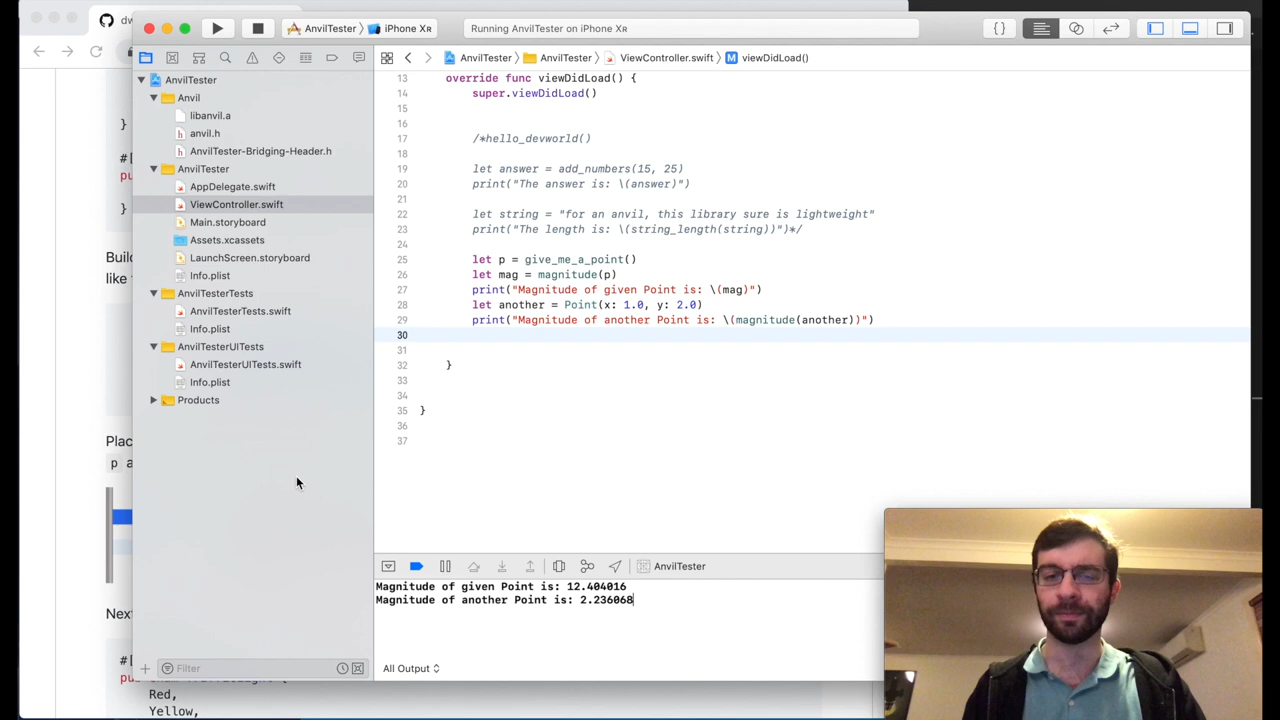 dw
AnvilTester
iPhone Xʀ
Running AnvilTester on iPhone Xʀ
{}
AnvilTester
AnvilTester
ViewController.swift
M
viewDidLoad()
AnvilTester
Anvil
libanvil.a
h
anvil.h
h
AnvilTester-Bridging-Header.h
AnvilTester
AppDelegate.swift
ViewController.swift
Main.storyboard
Assets.xcassets
LaunchScreen.storyboard
Info.plist
AnvilTesterTests
AnvilTesterTests.swift
Info.plist
AnvilTesterUITests
AnvilTesterUITests.swift
Info.plist
Products
Filter
13 override func viewDidLoad() {
14 super.viewDidLoad()
15
16
17 /*hello_devworld()
18
19 let answer = add_numbers(15, 25)
20 print("The answer is: \(answer)")
21
22 let string = "for an anvil, this library sure is lightweight"
23 print("The length is: \(string_length(string))")*/
24
25 let p = give_me_a_point()
26 let mag = magnitude(p)
27 print("Magnitude of given Point is: \(mag)")
28 let another = Point(x: 1.0, y: 2.0)
29 print("Magnitude of another Point is: \(magnitude(another))")
30
31
32 }
33
34
35 }
36
37
AnvilTester
Magnitude of given Point is: 12.404016
Magnitude of another Point is: 2.236068
All Output
}
#[
pu
}
Buil
like
Plac
p a
Next
#[
Red,
Yellow,